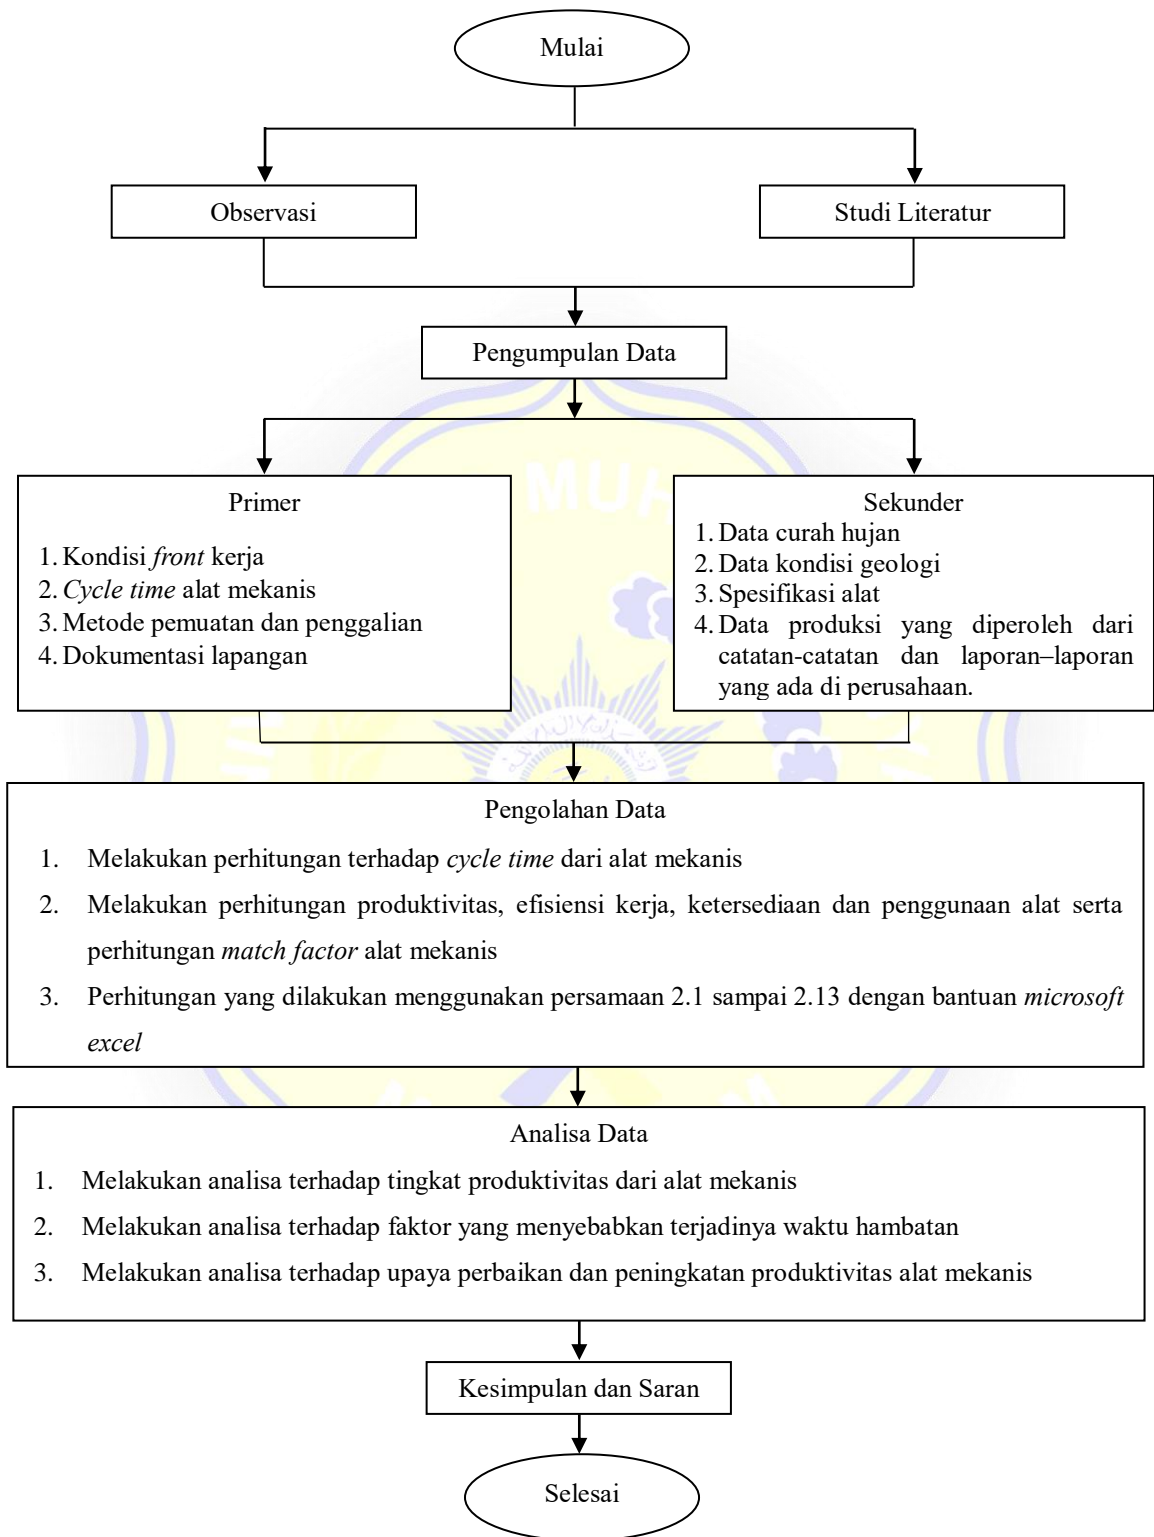 Mulai
Observasi
Studi Literatur
Pengumpulan Data
Primer
1. Kondisi front kerja
2. Cycle time alat mekanis
3. Metode pemuatan dan penggalian
4. Dokumentasi lapangan
Sekunder
1. Data curah hujan
2. Data kondisi geologi
3. Spesifikasi alat
4. Data produksi yang diperoleh dari
catatan-catatan dan laporan–laporan
yang ada di perusahaan.
MUH
Pengolahan Data
1. Melakukan perhitungan terhadap cycle time dari alat mekanis
2. Melakukan perhitungan produktivitas, efisiensi kerja, ketersediaan dan penggunaan alat serta
perhitungan match factor alat mekanis
3. Perhitungan yang dilakukan menggunakan persamaan 2.1 sampai 2.13 dengan bantuan microsoft
excel
Analisa Data
1. Melakukan analisa terhadap tingkat produktivitas dari alat mekanis
2. Melakukan analisa terhadap faktor yang menyebabkan terjadinya waktu hambatan
3. Melakukan analisa terhadap upaya perbaikan dan peningkatan produktivitas alat mekanis
Kesimpulan dan Saran
Selesai